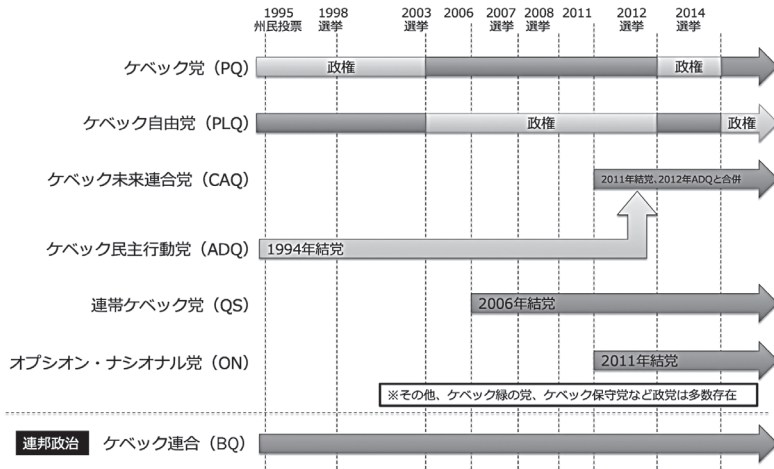 1995 1998 2003 2006 2007 2008 2011 2012 2014
州民投票 選挙 選挙 選挙 選挙 選挙 選挙
ケベック党（PQ） 政権 政権
ケベック自由党（PLQ） 政権 政権
ケベック未来連合党（CAQ） 2011年結党、2012年ADQと合併
ケベック民主行動党（ADQ） 1994年結党
連帯ケベック党（QS） 2006年結党
オプシオン・ナシオナル党（ON） 2011年結党
※その他、ケベック緑の党、ケベック保守党など政党は多数存在
連邦政治 ケベック連合（BQ）